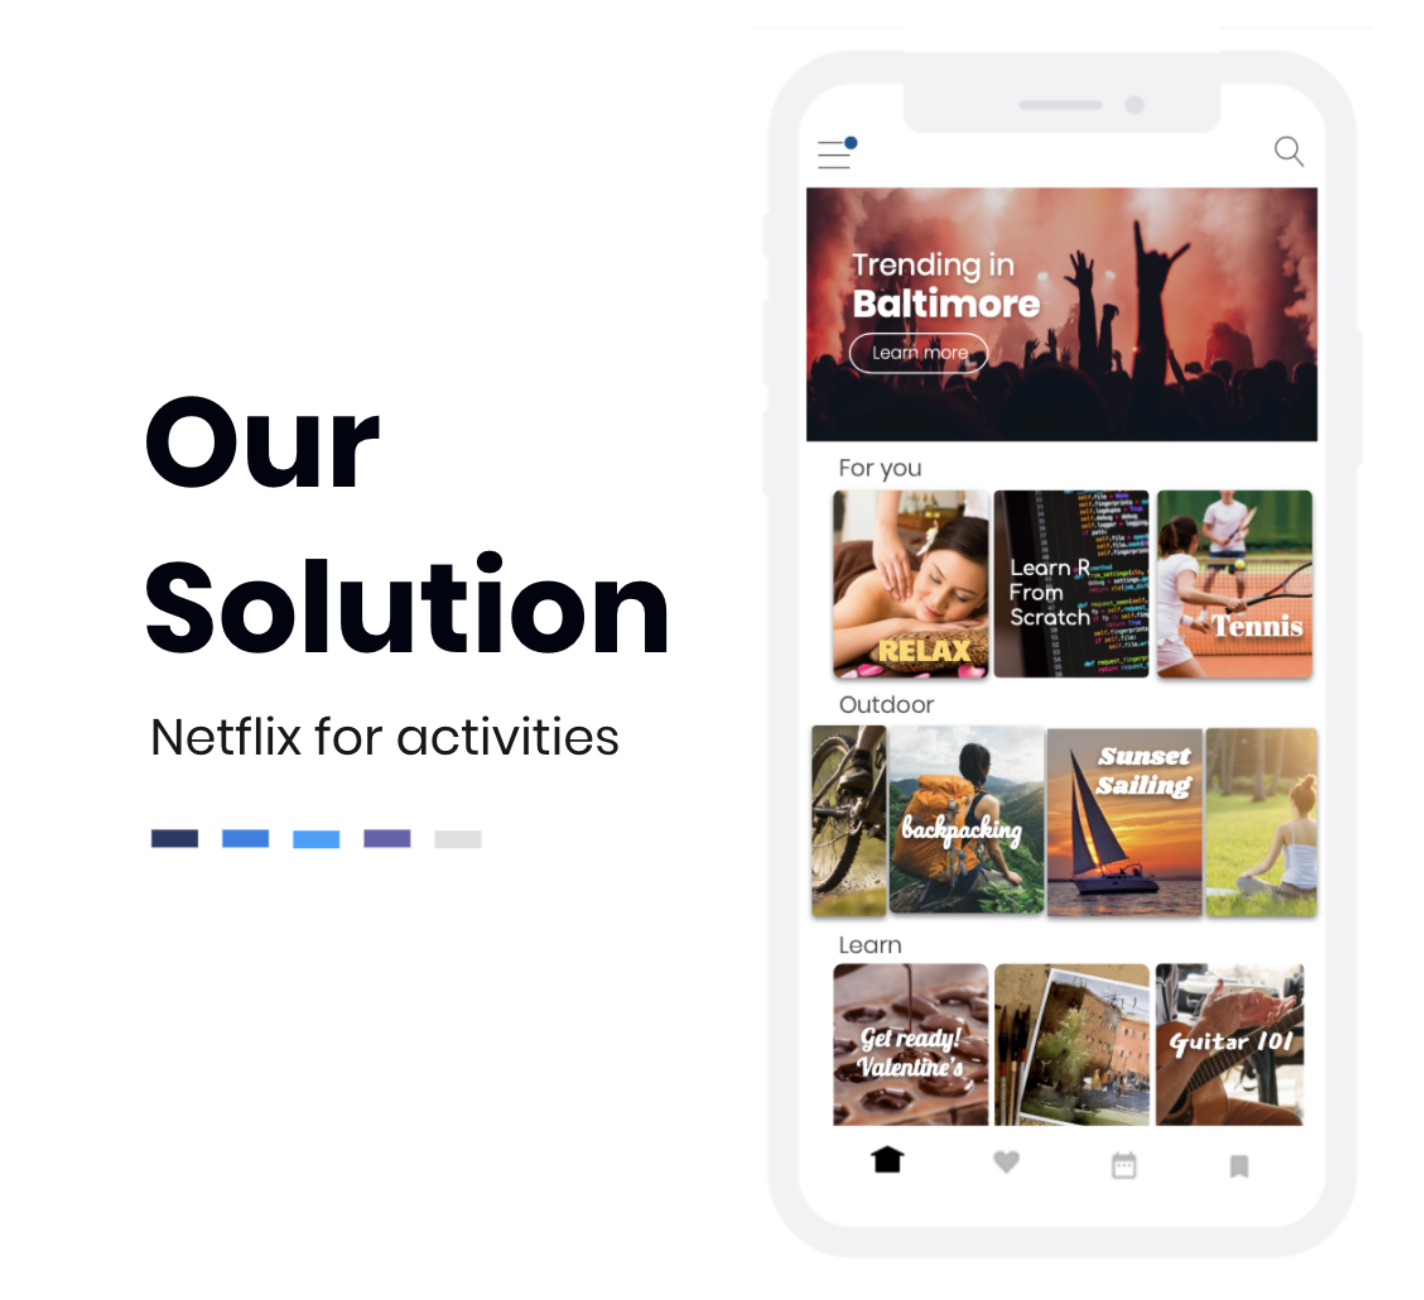 Our
Solution
Netflix for activities
Trending in
Baltimore
Learn more
For you
RELAX
Learn R
From
Scratch
Tennis
Outdoor
backpacking
Sunset
Sailing
Learn
Get ready!
Valentine's
Guitar 101